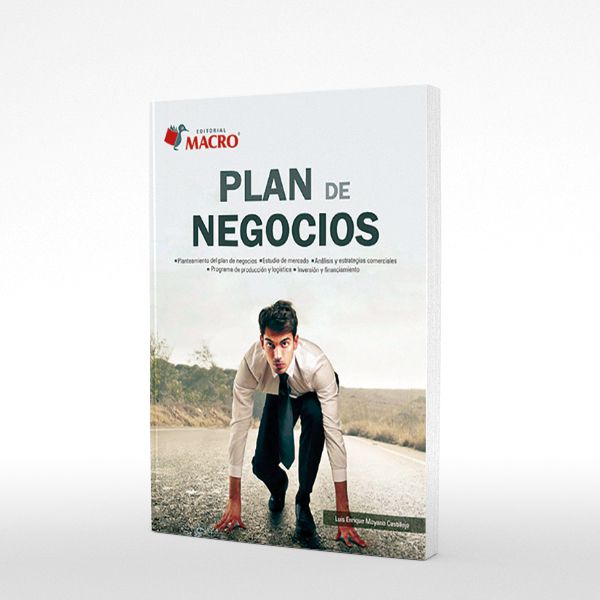 EDITORIAL
MACRO®
PLAN DE
NEGOCIOS
•Planteamiento del plan de negocios •Estudio de mercado •Análisis y estrategias comerciales
•Programa de producción y logística •Inversión y financiamiento
Luis Enrique Moyano Castillejo